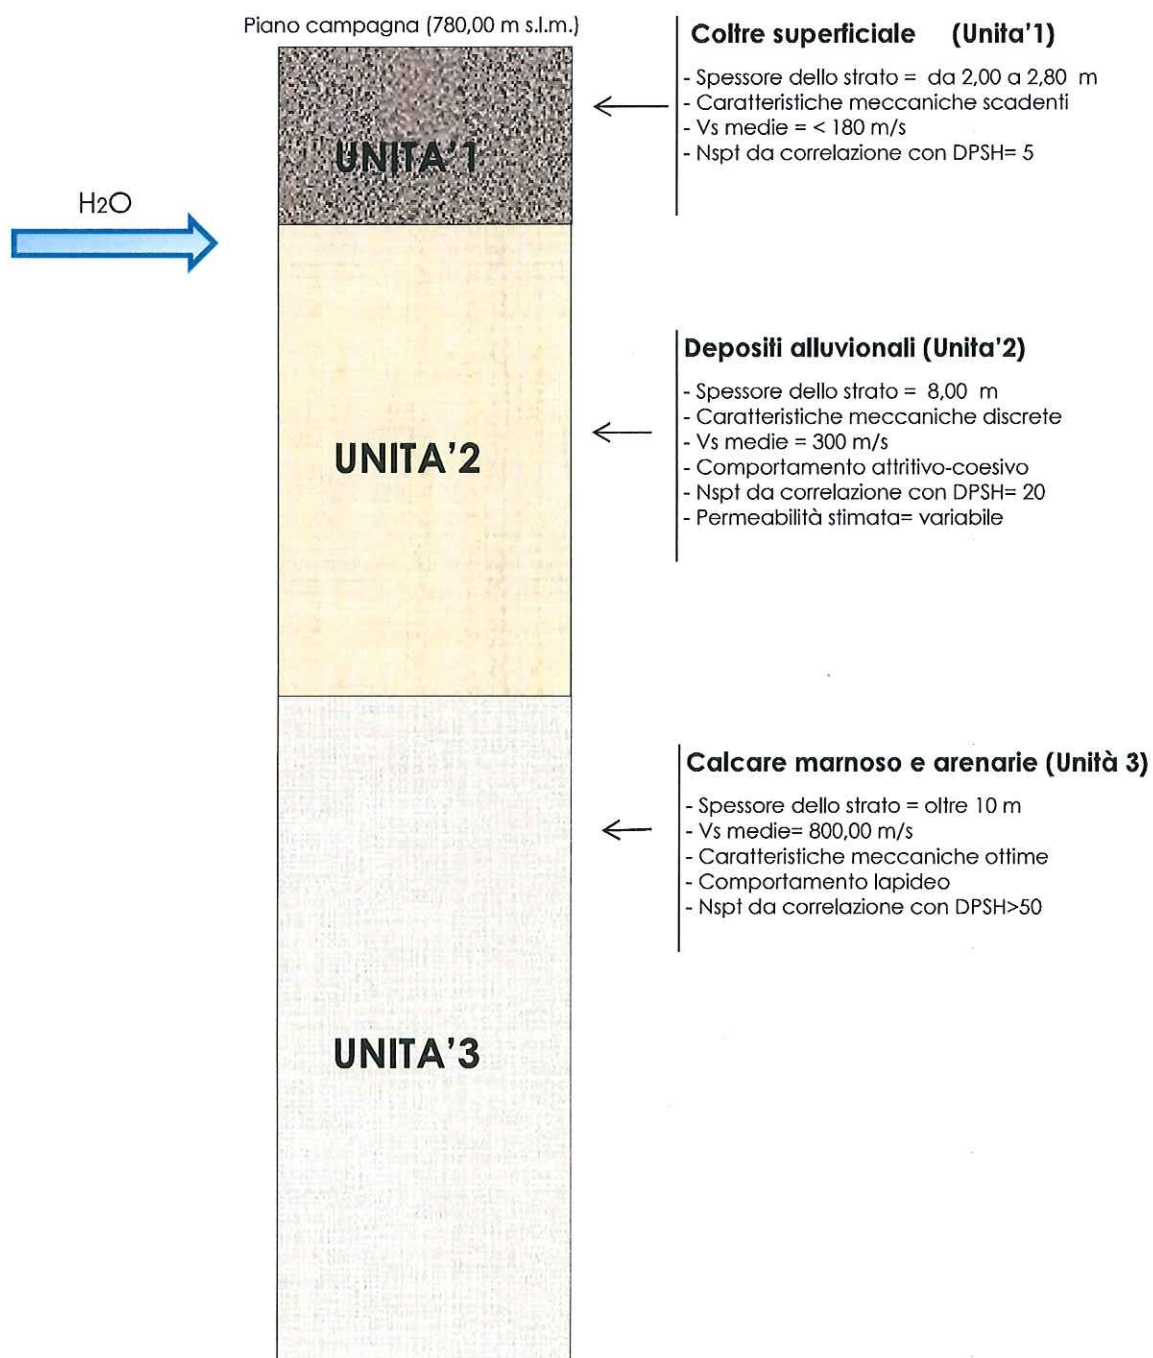 Piano campagna (780,00 m s.l.m.)
Coltre superficiale (Unita'1)
- Spessore dello strato = da 2,00 a 2,80 m
- Caratteristiche meccaniche scadenti
- Vs medie = < 180 m/s
- Nspt da correlazione con DPSH= 5
UNITA'1
H2O
Depositi alluvionali (Unita'2)
- Spessore dello strato = 8,00 m
- Caratteristiche meccaniche discrete
- Vs medie = 300 m/s
- Comportamento attritivo-coesivo
- Nspt da correlazione con DPSH= 20
- Permeabilità stimata= variabile
UNITA'2
Calcare marnoso e arenarie (Unità 3)
- Spessore dello strato = oltre 10 m
- Vs medie= 800,00 m/s
- Caratteristiche meccaniche ottime
- Comportamento lapideo
- Nspt da correlazione con DPSH>50
UNITA'3